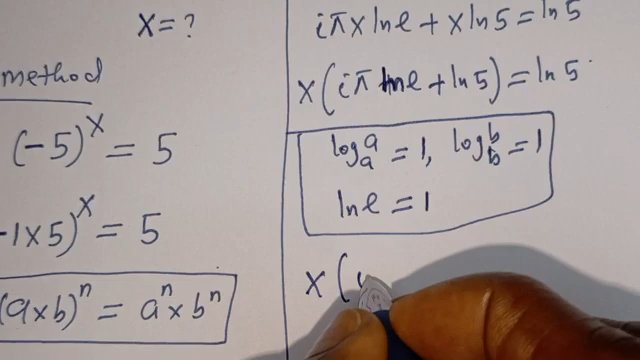 x = ?
method
(-5)^x = 5
-1×5)^x = 5
(a×b)^n = a^n × b^n
iπx ln e + x ln 5 = ln 5
x(iπ ln e + ln 5) = ln 5
log_a^a = 1, log_b^b = 1
ln e = 1
x(